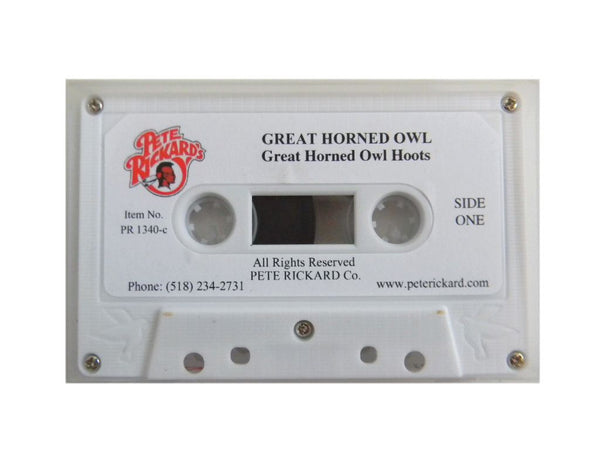 PETE
RICKARD'S
GREAT HORNED OWL
Great Horned Owl Hoots
Item No.
PR 1340-c
SIDE
ONE
All Rights Reserved
PETE RICKARD Co.
Phone: (518) 234-2731
www.peterickard.com